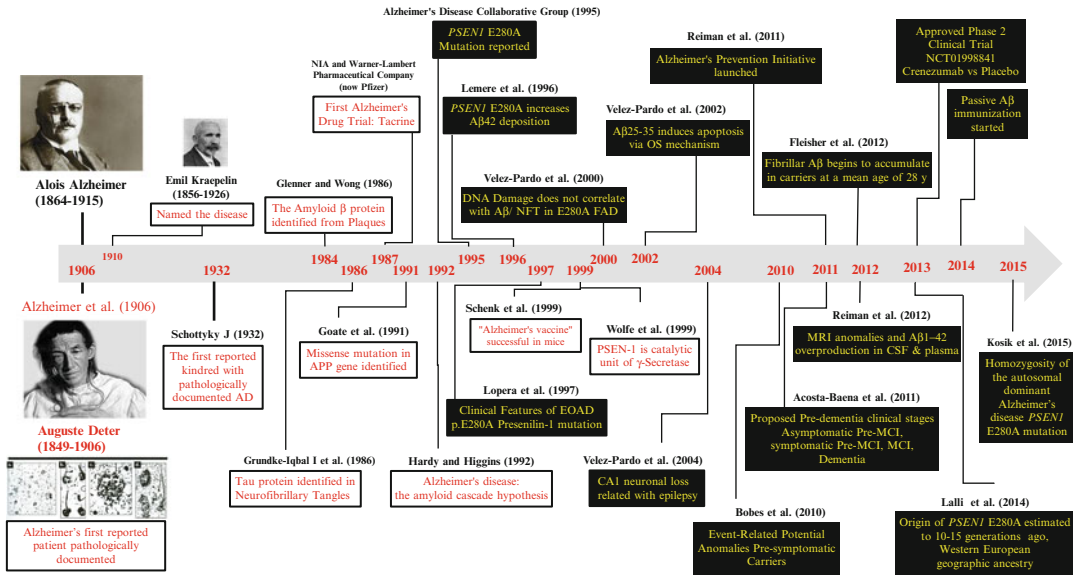 Alzheimer's Disease Collaborative Group (1995)
PSEN1 E280A
Mutation reported
NIA and Warner-Lambert
Pharmaceutical Company
(now Pfizer)
First Alzheimer's
Drug Trial: Tacrine
Lemere et al. (1996)
PSEN1 E280A increases
Aβ42 deposition
Reiman et al. (2011)
Alzheimer's Prevention Initiative
launched
Approved Phase 2
Clinical Trial
NCT01998841
Crenezumab vs Placebo
Passive Aβ
immunization
started
Velez-Pardo et al. (2002)
Aβ25-35 induces apoptosis
via OS mechanism
Fleisher et al. (2012)
Fibrillar Aβ begins to accumulate
in carriers at a mean age of 28 y
Alois Alzheimer
(1864-1915)
Emil Kraepelin
(1856-1926)
Named the disease
Glenner and Wong (1986)
The Amyloid β protein
identified from Plaques
Velez-Pardo et al. (2000)
DNA Damage does not correlate
with Aβ/ NFT in E280A FAD
1906
1910
1932
1984
1986
1987
1991
1992
1995
1996
1997
1999
2000
2002
2004
2010
2011
2012
2013
2014
2015
Alzheimer et al. (1906)
Auguste Deter
(1849-1906)
Alzheimer's first reported
patient pathologically
documented
Schottyky J (1932)
The first reported
kindred with
pathologically
documented AD
Grundke-Iqbal I et al. (1986)
Tau protein identified in
Neurofibrillary Tangles
Goate et al. (1991)
Missense mutation in
APP gene identified
Hardy and Higgins (1992)
Alzheimer's disease:
the amyloid cascade hypothesis
Schenk et al. (1999)
"Alzheimer's vaccine"
successful in mice
Wolfe et al. (1999)
PSEN-1 is catalytic
unit of γ-Secretase
Lopera et al. (1997)
Clinical Features of EOAD
p.E280A Presenilin-1 mutation
Velez-Pardo et al. (2004)
CA1 neuronal loss
related with epilepsy
Bobes et al. (2010)
Event-Related Potential
Anomalies Pre-symptomatic
Carriers
Reiman et al. (2012)
MRI anomalies and Aβ1–42
overproduction in CSF & plasma
Acosta-Baena et al. (2011)
Proposed Pre-dementia clinical stages
Asymptomatic Pre-MCI,
symptomatic Pre-MCI, MCI,
Dementia
Kosik et al. (2015)
Homozygosity of
the autosomal
dominant
Alzheimer's
disease PSEN1
E280A mutation
Lalli et al. (2014)
Origin of PSEN1 E280A estimated
to 10-15 generations ago,
Western European
geographic ancestry